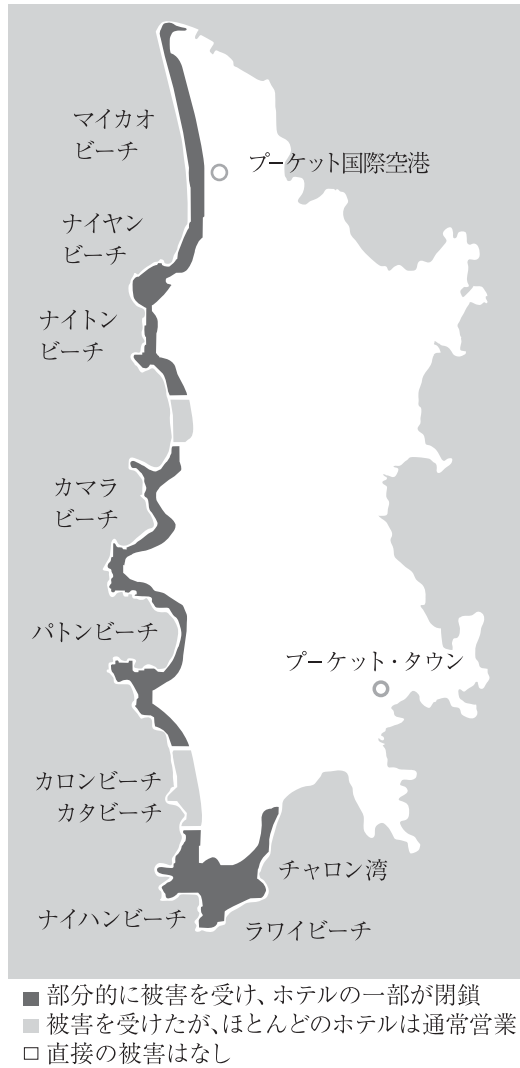 マイカオ
ビーチ
プーケット国際空港
ナイヤン
ビーチ
ナイトン
ビーチ
カマラ
ビーチ
パトンビーチ
プーケット・タウン
カロンビーチ
カタビーチ
チャロン湾
ナイハンビーチ
ラワイビーチ
部分的に被害を受け、ホテルの一部が閉鎖
被害を受けたが、ほとんどのホテルは通常営業
直接の被害はなし